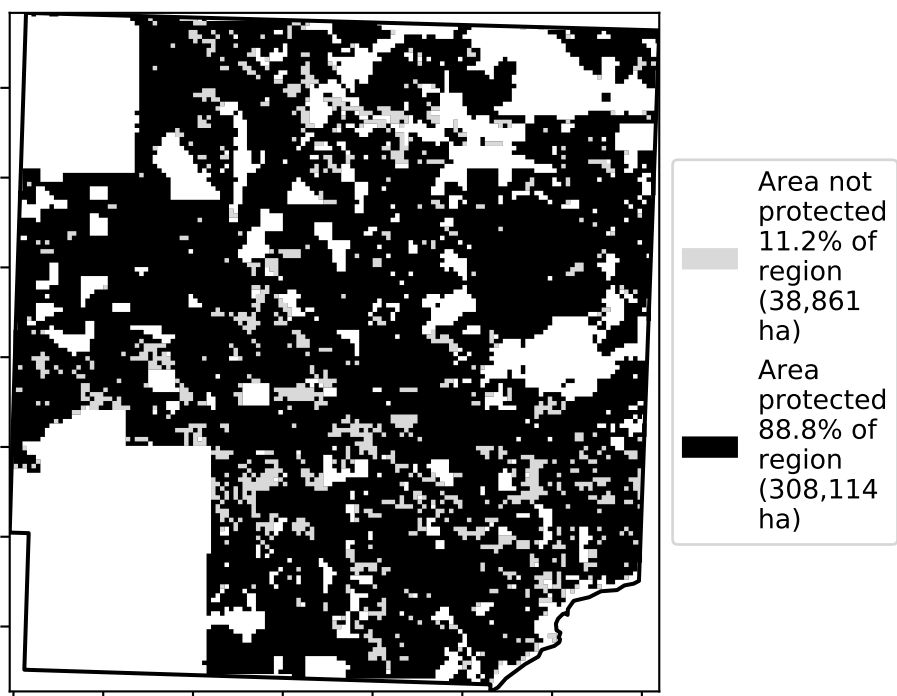 Area not
protected
11.2% of
region
(38,861
ha)
Area
protected
88.8% of
region
(308,114
ha)